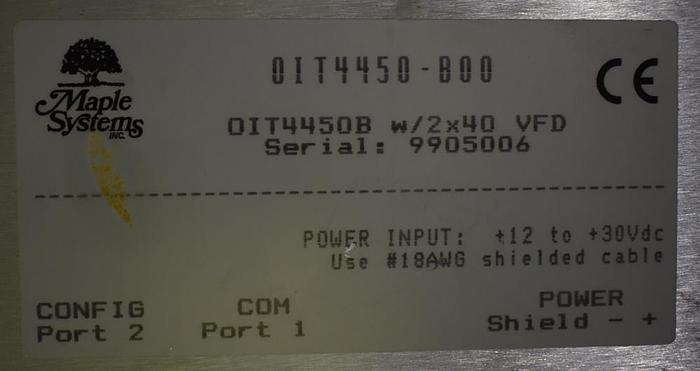 Maple
Systems
INC.
OIT4450-B00
CE
OIT4450B w/2x40 VFD
Serial: 9905006
POWER INPUT: +12 to +30Vdc
Use #18AWG shielded cable
CONFIG
Port 2
COM
Port 1
POWER
Shield - +